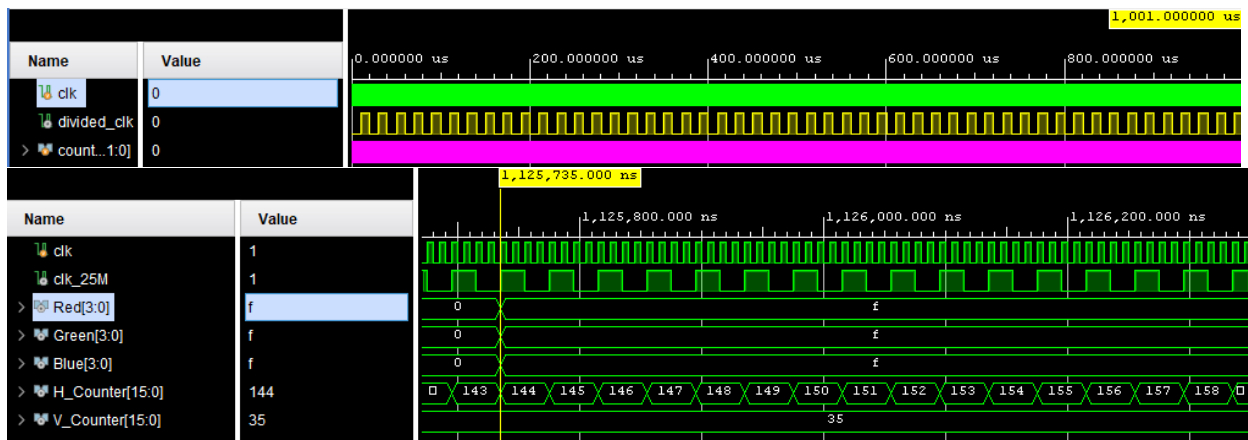 1,001.000000 us
Name Value
0.000000 us 200.000000 us 400.000000 us 600.000000 us 800.000000 us
clk 0
divided_clk 0
> count...1:0] 0
1,125,735.000 ns
Name Value
1,125,800.000 ns 1,126,000.000 ns 1,126,200.000 ns
clk 1
clk_25M 1
> Red[3:0] f 0 f
> Green[3:0] f 0 f
> Blue[3:0] f 0 f
> H_Counter[15:0] 144 143 144 145 146 147 148 149 150 151 152 153 154 155 156 157 158
> V_Counter[15:0] 35 35